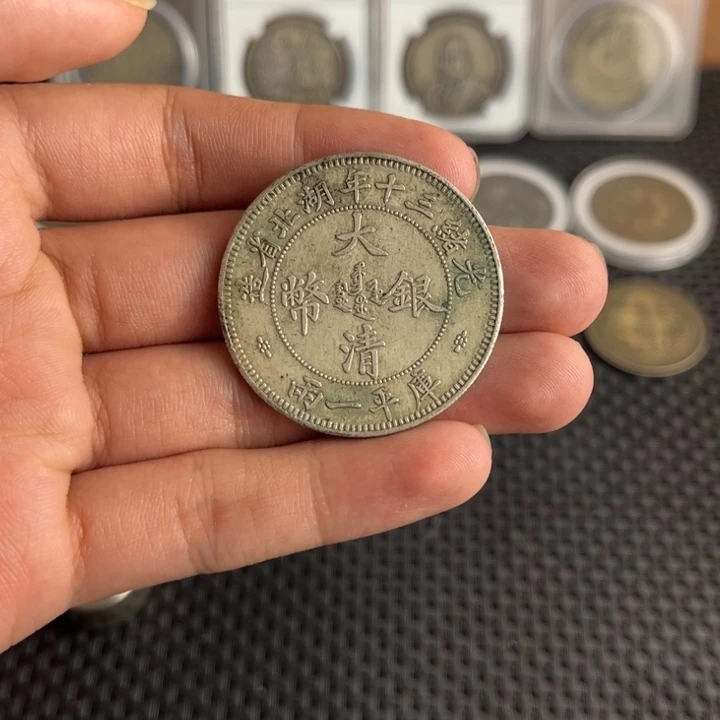 光緒三十年湖北省造
大清銀幣
庫平一兩